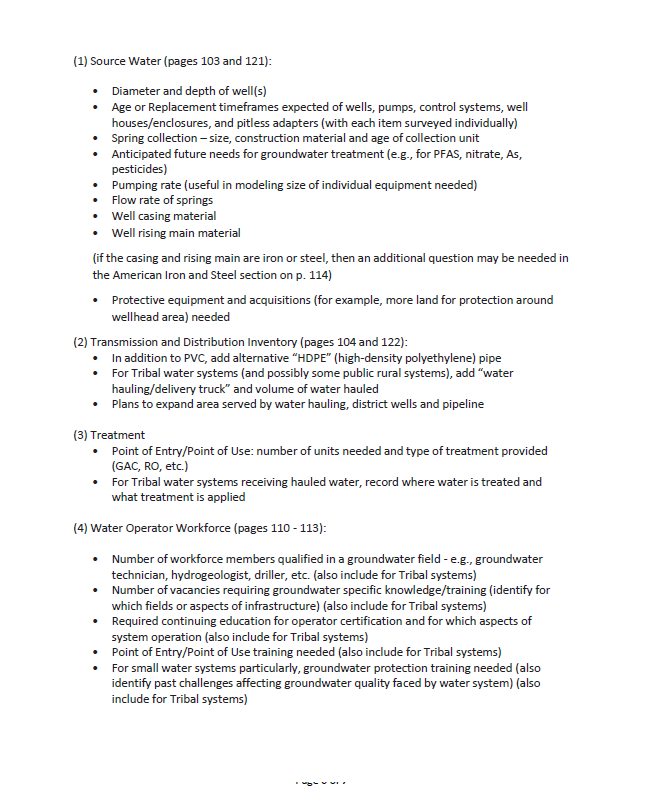 (1) Source Water (pages 103 and 121):
• Diameter and depth of well(s)
• Age or Replacement timeframes expected of wells, pumps, control systems, well
houses/enclosures, and pitless adapters (with each item surveyed individually)
• Spring collection – size, construction material and age of collection unit
• Anticipated future needs for groundwater treatment (e.g., for PFAS, nitrate, As,
pesticides)
• Pumping rate (useful in modeling size of individual equipment needed)
• Flow rate of springs
• Well casing material
• Well rising main material
(if the casing and rising main are iron or steel, then an additional question may be needed in
the American Iron and Steel section on p. 114)
• Protective equipment and acquisitions (for example, more land for protection around
wellhead area) needed
(2) Transmission and Distribution Inventory (pages 104 and 122):
• In addition to PVC, add alternative “HDPE” (high-density polyethylene) pipe
• For Tribal water systems (and possibly some public rural systems), add “water
hauling/delivery truck” and volume of water hauled
• Plans to expand area served by water hauling, district wells and pipeline
(3) Treatment
• Point of Entry/Point of Use: number of units needed and type of treatment provided
(GAC, RO, etc.)
• For Tribal water systems receiving hauled water, record where water is treated and
what treatment is applied
(4) Water Operator Workforce (pages 110 - 113):
• Number of workforce members qualified in a groundwater field - e.g., groundwater
technician, hydrogeologist, driller, etc. (also include for Tribal systems)
• Number of vacancies requiring groundwater specific knowledge/training (identify for
which fields or aspects of infrastructure) (also include for Tribal systems)
• Required continuing education for operator certification and for which aspects of
system operation (also include for Tribal systems)
• Point of Entry/Point of Use training needed (also include for Tribal systems)
• For small water systems particularly, groundwater protection training needed (also
identify past challenges affecting groundwater quality faced by water system) (also
include for Tribal systems)